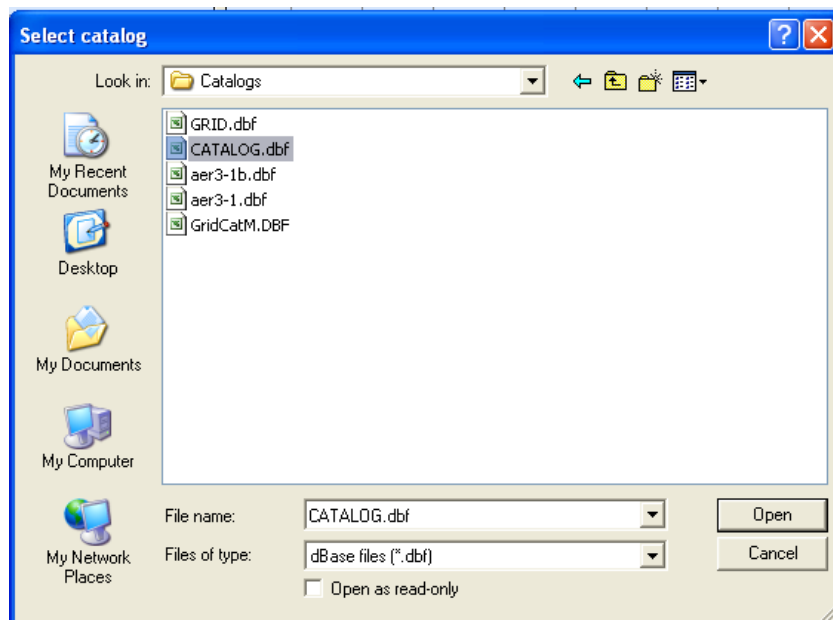 Select catalog
Look in: Catalogs
My Recent
Documents
Desktop
My Documents
My Computer
My Network
Places
GRID.dbf
CATALOG.dbf
aer3-1b.dbf
aer3-1.dbf
GridCatM.DBF
File name: CATALOG.dbf Open
Files of type: dBase files (*.dbf) Cancel
Open as read-only